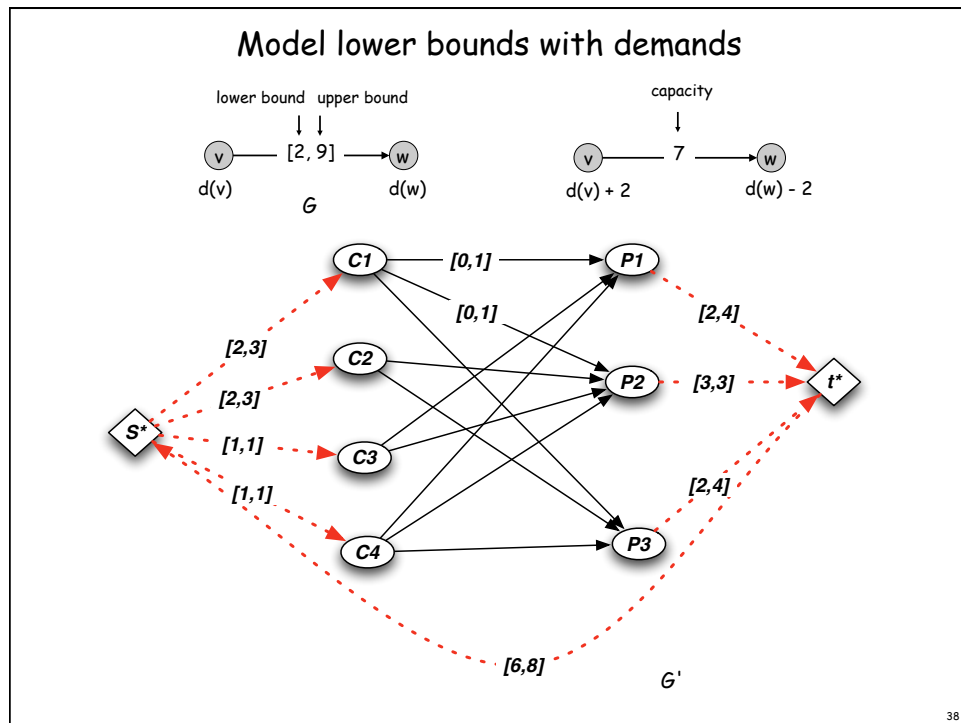 Model lower bounds with demands
lower bound upper bound
capacity
v [2, 9] w
v 7 w
d(v) d(w)
d(v) + 2 d(w) - 2
G
C1 [0,1] P1
[0,1]
[2,4]
[2,3]
C2
P2 [3,3] t*
[2,3]
S*
[1,1] C3
[1,1]
[2,4]
C4 P3
[6,8]
G'
38